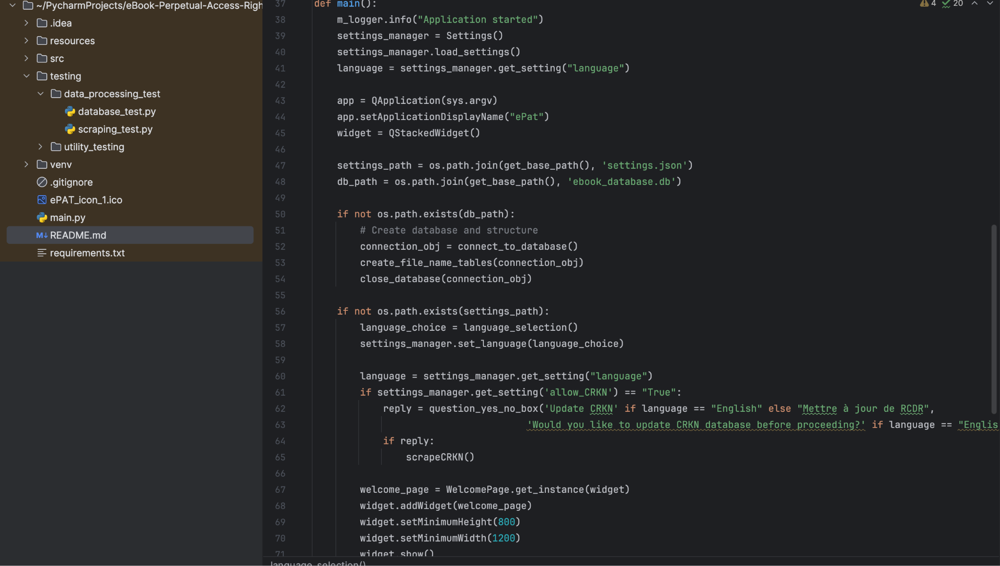 ~/PycharmProjects/eBook-Perpetual-Access-Righ
.idea
resources
src
testing
data_processing_test
database_test.py
scraping_test.py
utility_testing
venv
.gitignore
ePAT_icon_1.ico
main.py
M↓ README.md
requirements.txt
4 20
37 def main():
38 m_logger.info("Application started")
39 settings_manager = Settings()
40 settings_manager.load_settings()
41 language = settings_manager.get_setting("language")
42
43 app = QApplication(sys.argv)
44 app.setApplicationDisplayName("ePat")
45 widget = QStackedWidget()
46
47 settings_path = os.path.join(get_base_path(), 'settings.json')
48 db_path = os.path.join(get_base_path(), 'ebook_database.db')
49
50 if not os.path.exists(db_path):
51 # Create database and structure
52 connection_obj = connect_to_database()
53 create_file_name_tables(connection_obj)
54 close_database(connection_obj)
55
56 if not os.path.exists(settings_path):
57 language_choice = language_selection()
58 settings_manager.set_language(language_choice)
59
60 language = settings_manager.get_setting("language")
61 if settings_manager.get_setting('allow_CRKN') == "True":
62 reply = question_yes_no_box('Update CRKN' if language == "English" else "Mettre à jour de RCDR",
63 'Would you like to update CRKN database before proceeding?' if language == "Englis
64 if reply:
65 scrapeCRKN()
66
67 welcome_page = WelcomePage.get_instance(widget)
68 widget.addWidget(welcome_page)
69 widget.setMinimumHeight(800)
70 widget.setMinimumWidth(1200)
71 widget.show()
language_selection()